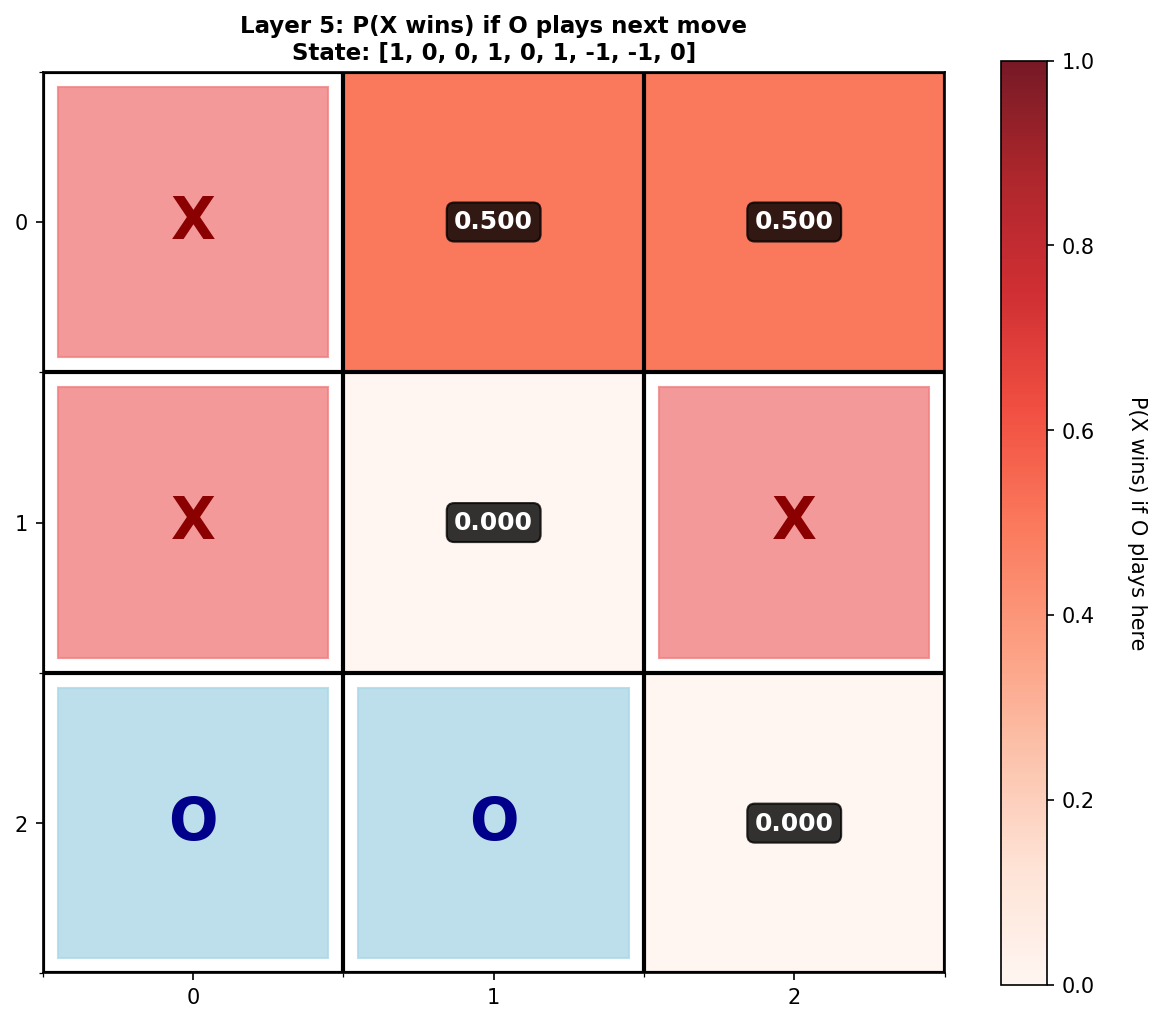 Layer 5: P(X wins) if O plays next move
State: [1, 0, 0, 1, 0, 1, -1, -1, 0]
0
X
0.500
0.500
1
X
0.000
X
2
O
O
0.000
0
1
2
1.0
0.8
0.6
0.4
0.2
0.0
P(X wins) if O plays here